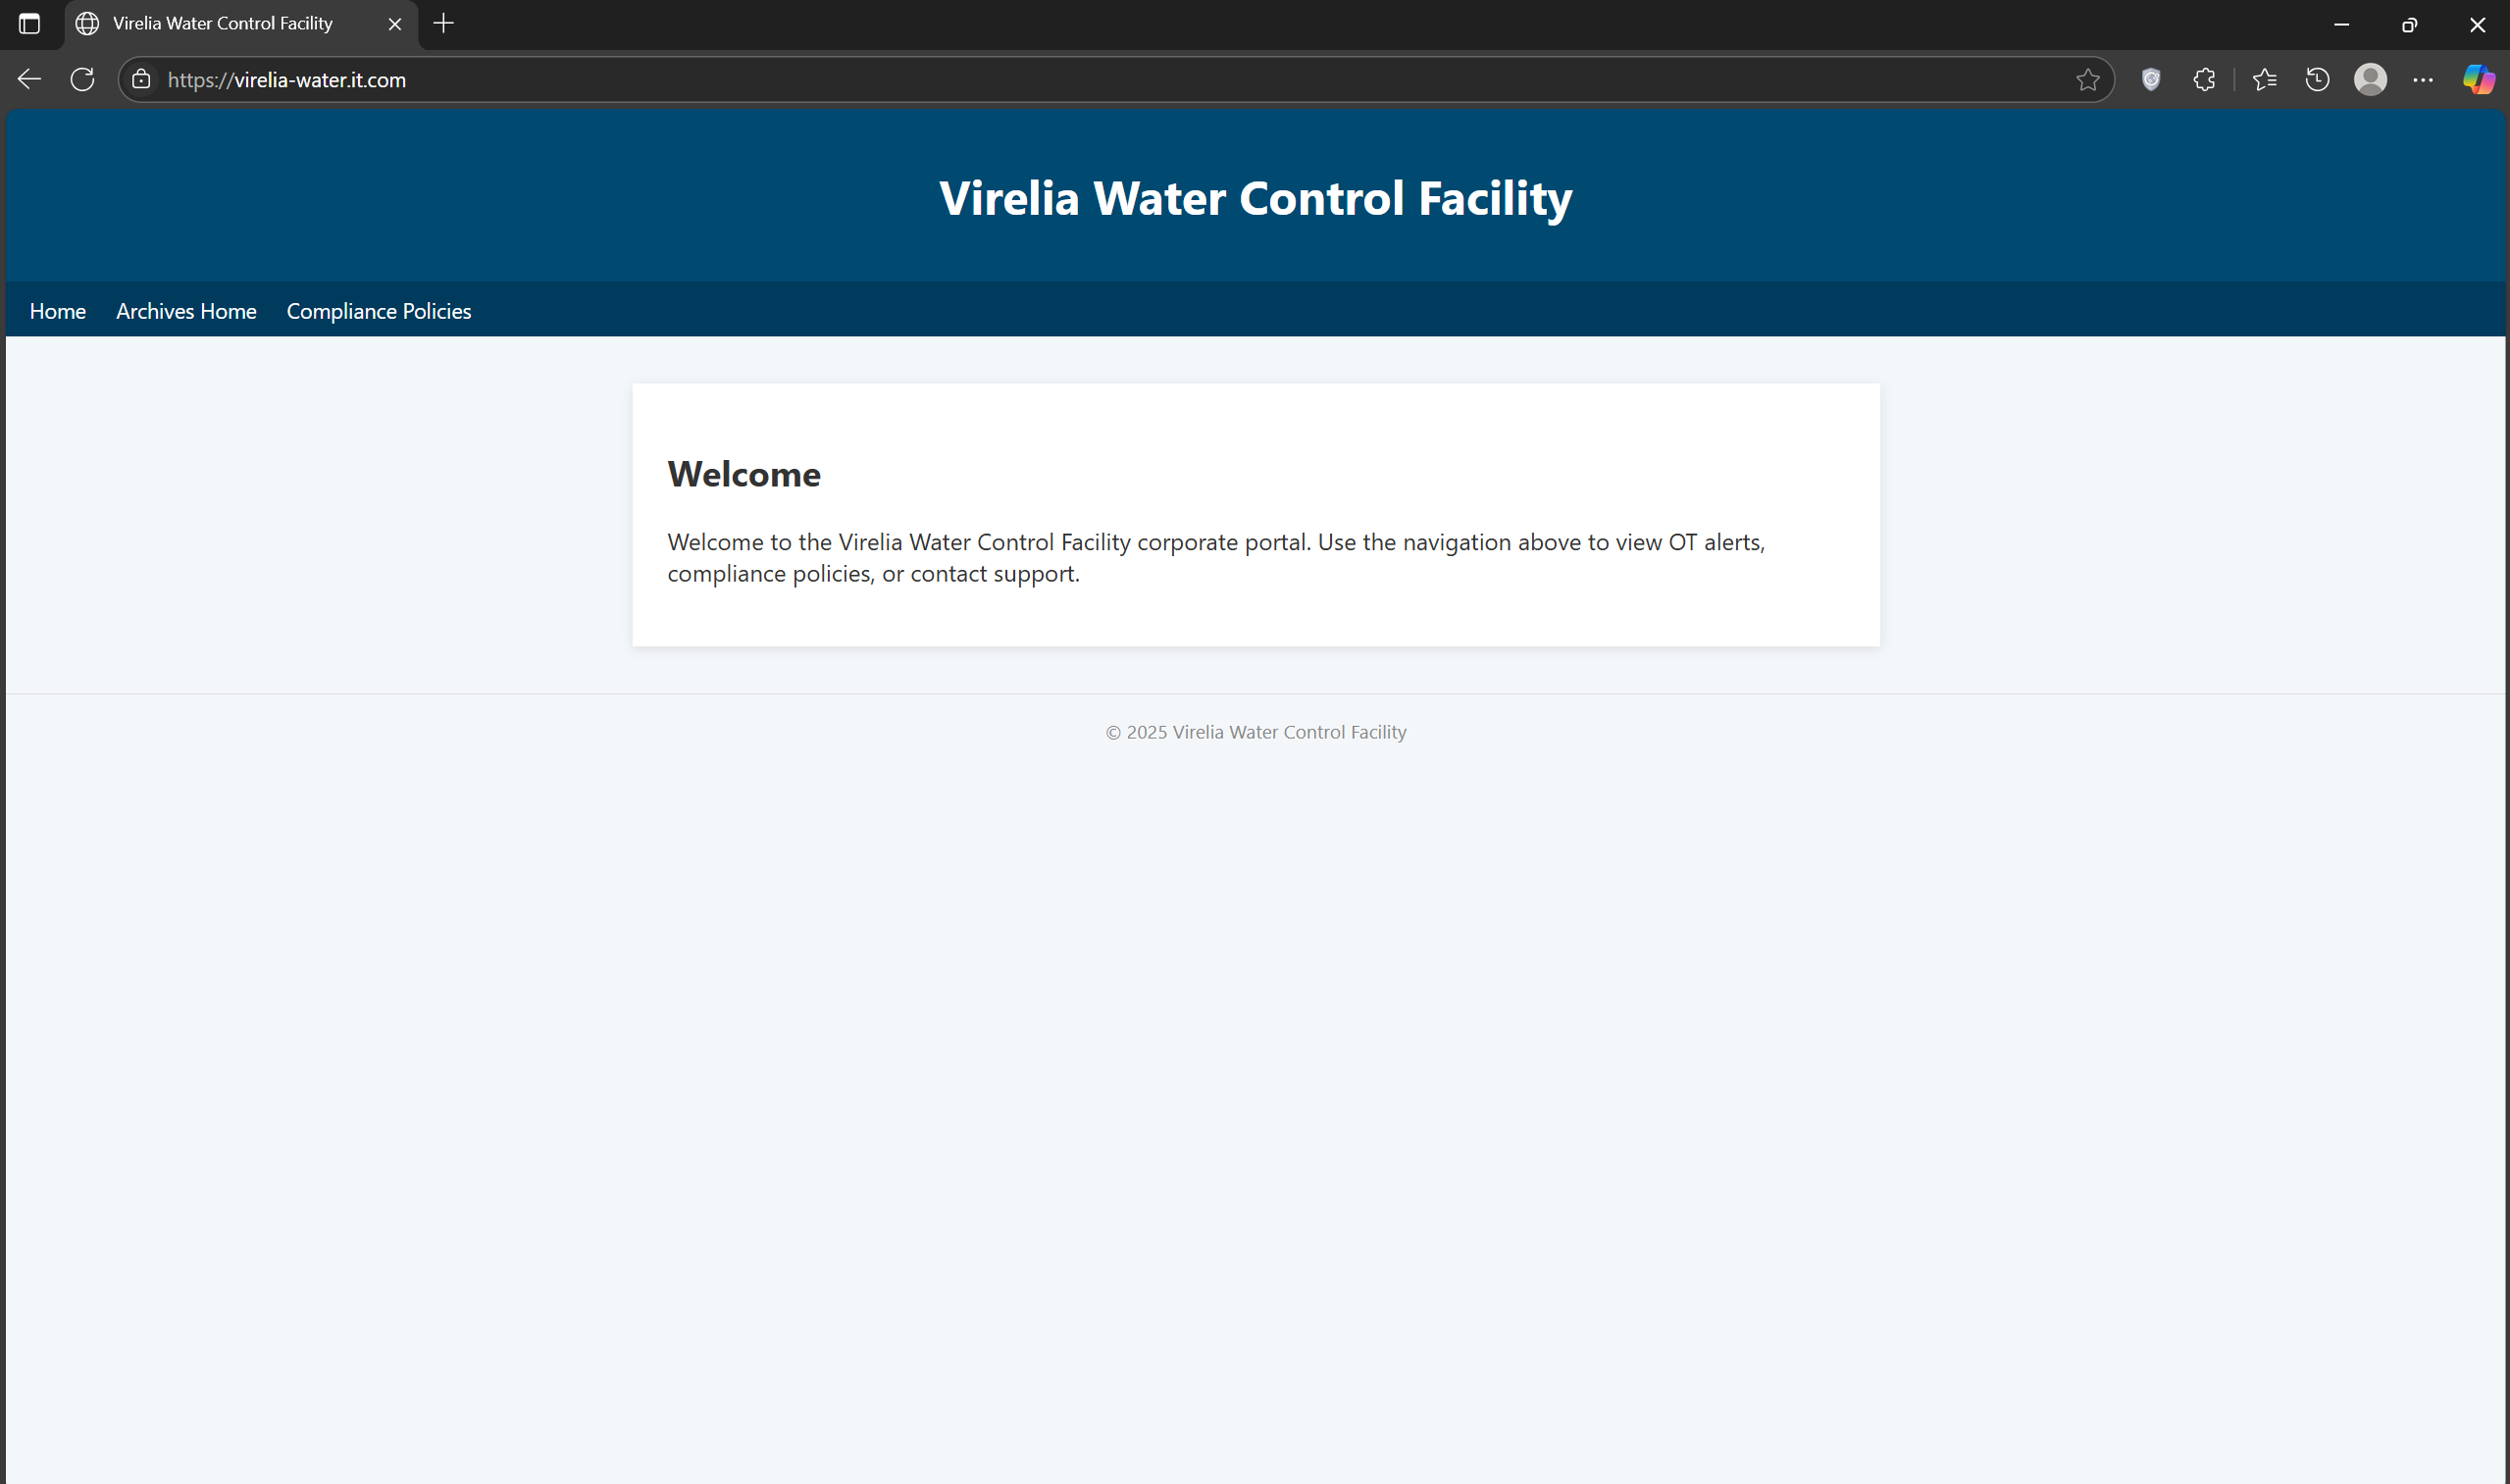 Virelia Water Control Facility
https://virelia-water.it.com
Virelia Water Control Facility
Home Archives Home Compliance Policies
Welcome
Welcome to the Virelia Water Control Facility corporate portal. Use the navigation above to view OT alerts,
compliance policies, or contact support.
© 2025 Virelia Water Control Facility